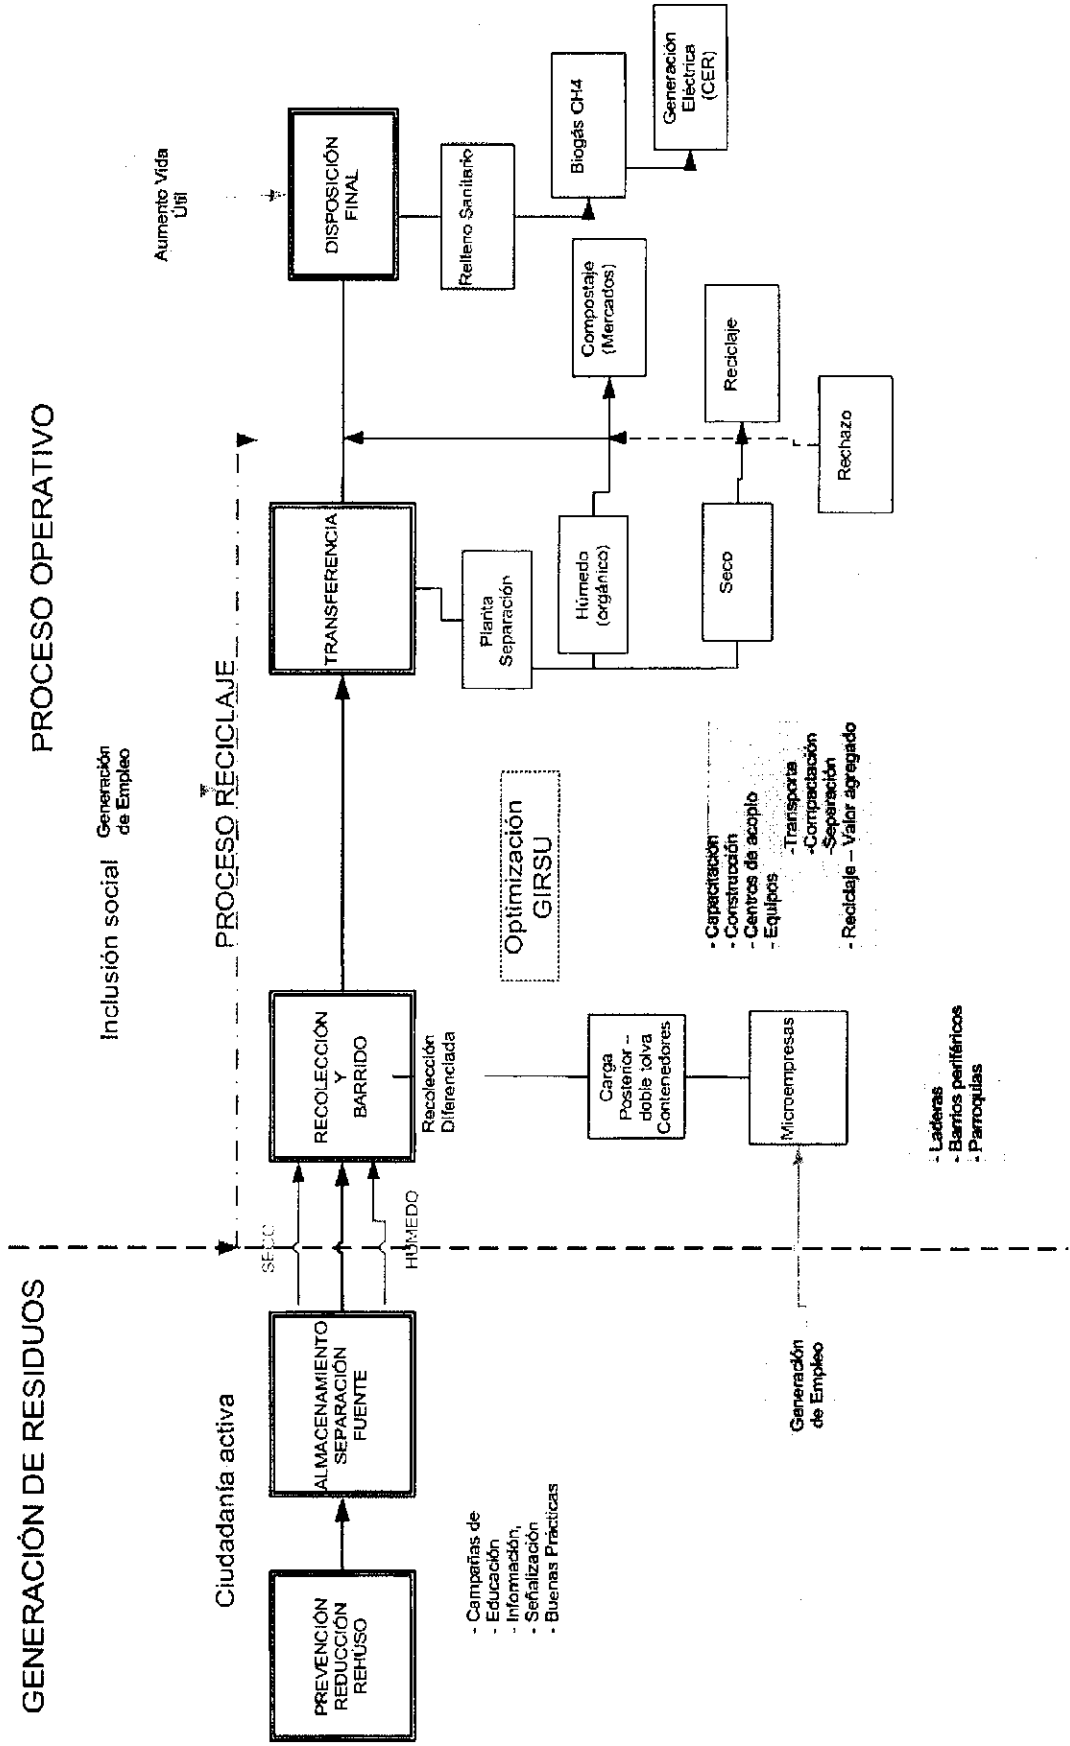 GENERACIÓN DE RESIDUOS
PROCESO OPERATIVO
Ciudadanía activa
Inclusión social
Generación
de Empleo
PROCESO RECICLAJE
Aumento Vida
Útil
PREVENCIÓN
REDUCCIÓN
REHÚSO
ALMACENAMIENTO
SEPARACIÓN
FUENTE
SECO
HÚMEDO
RECOLECCIÓN
Y
BARRIDO
TRANSFERENCIA
DISPOSICIÓN
FINAL
- Campañas de
- Educación
- Información,
- Señalización
- Buenas Prácticas
Recolección
Diferenciada
Optimización
GIRSU
Planta
Separación
Relleno Sanitario
Biogás CH4
Generación
Eléctrica
(CER)
Carga
Posterior –
doble tolva
Contenedores
Húmedo
(orgánico)
Compostaje
(Mercados)
Microempresas
Seco
Reciclaje
Rechazo
Generación
de Empleo
- Capacitación
- Construcción
- Centros de acopio
- Equipos
- Transporte
- Compactación
- Separación
- Reciclaje – Valor agregado
- Laderas
- Barrios periféricos
- Parroquias